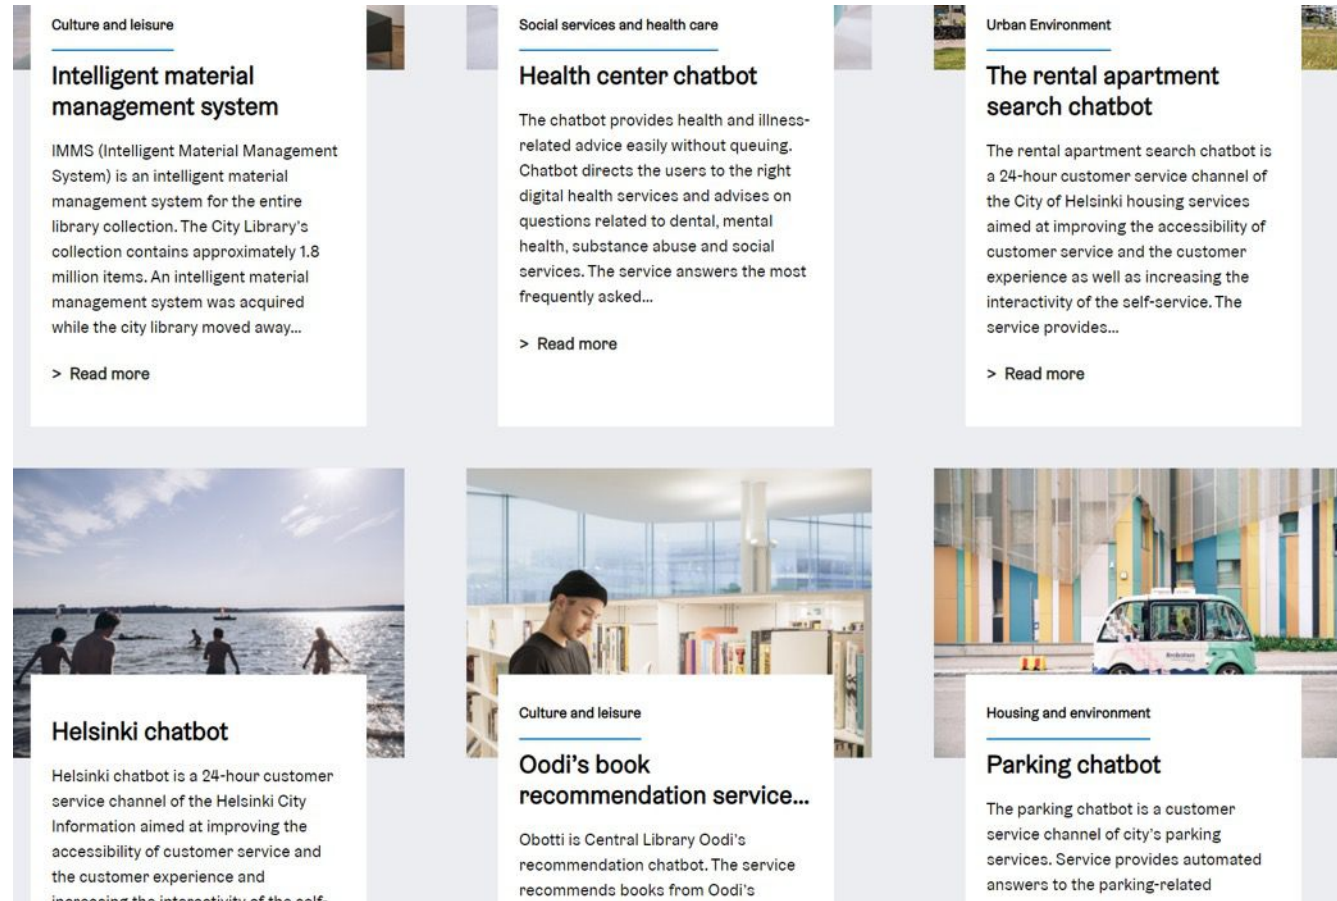 Culture and leisure
Intelligent material
management system
IMMS (Intelligent Material Management
System) is an intelligent material
management system for the entire
library collection. The City Library's
collection contains approximately 1.8
million items. An intelligent material
management system was acquired
while the city library moved away...
> Read more
Social services and health care
Health center chatbot
The chatbot provides health and illness-
related advice easily without queuing.
Chatbot directs the users to the right
digital health services and advises on
questions related to dental, mental
health, substance abuse and social
services. The service answers the most
frequently asked...
> Read more
Urban Environment
The rental apartment
search chatbot
The rental apartment search chatbot is
a 24-hour customer service channel of
the City of Helsinki housing services
aimed at improving the accessibility of
customer service and the customer
experience as well as increasing the
interactivity of the self-service. The
service provides...
> Read more
Helsinki chatbot
Helsinki chatbot is a 24-hour customer
service channel of the Helsinki City
Information aimed at improving the
accessibility of customer service and
the customer experience and
increasing the interactivity of the self-
Culture and leisure
Oodi's book
recommendation service...
Obotti is Central Library Oodi's
recommendation chatbot. The service
recommends books from Oodi's
Housing and environment
Parking chatbot
The parking chatbot is a customer
service channel of city's parking
services. Service provides automated
answers to the parking-related